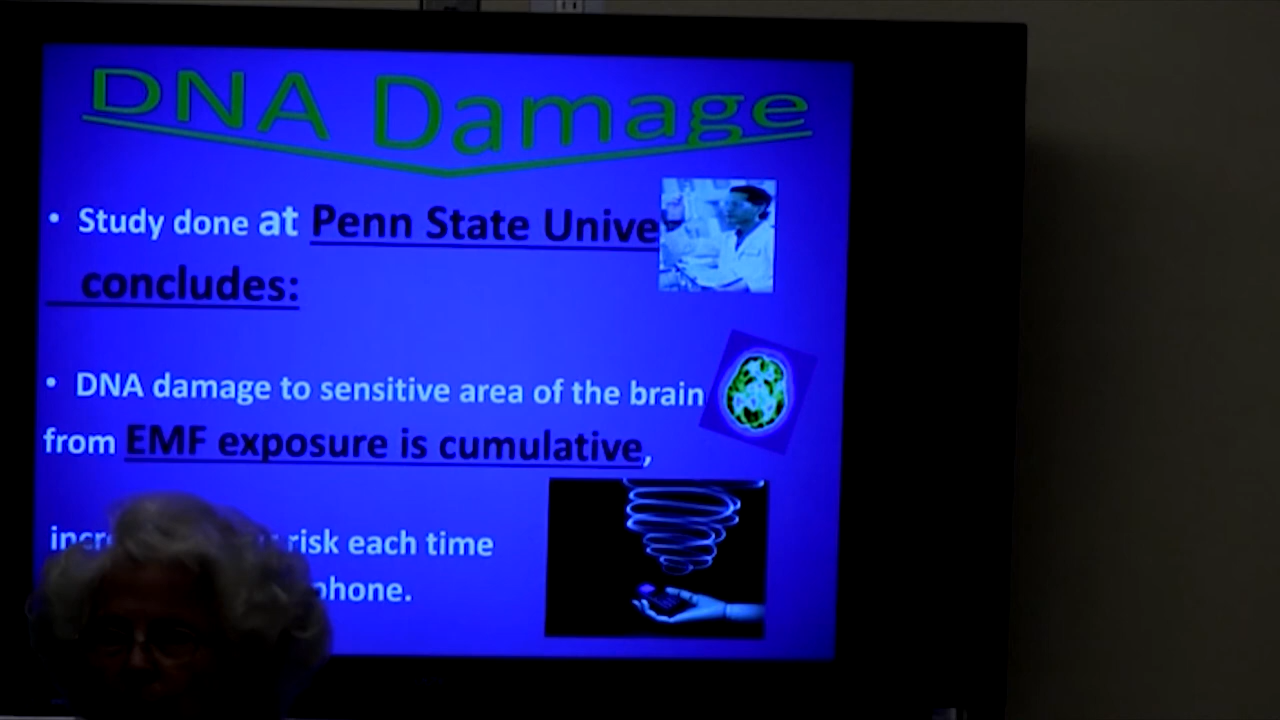 DNA Damage
• Study done at Penn State Unive
concludes:
• DNA damage to sensitive area of the brain
from EMF exposure is cumulative,
risk each time
phone.